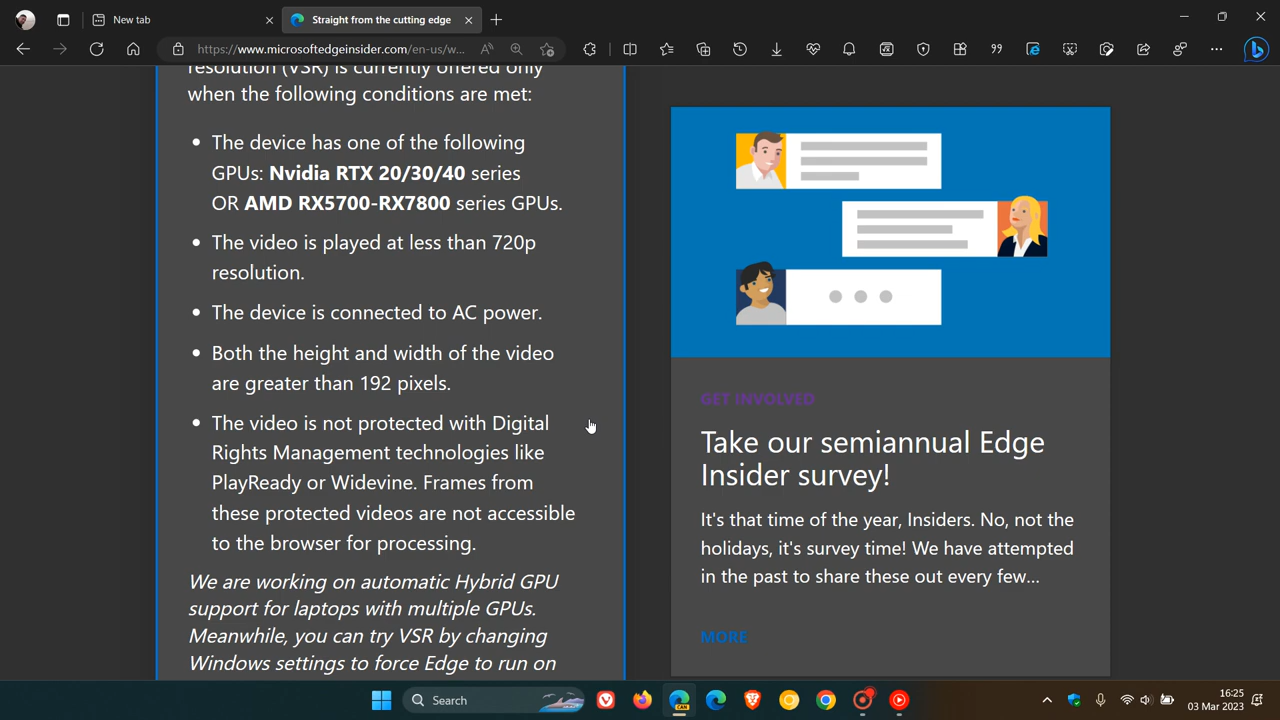 New tab
Straight from the cutting edge
https://www.microsoftedgeinsider.com/en-us/w...
resolution (VSR) is currently offered only
when the following conditions are met:
• The device has one of the following
GPUs: Nvidia RTX 20/30/40 series
OR AMD RX5700-RX7800 series GPUs.
• The video is played at less than 720p
resolution.
• The device is connected to AC power.
• Both the height and width of the video
are greater than 192 pixels.
• The video is not protected with Digital
Rights Management technologies like
PlayReady or Widevine. Frames from
these protected videos are not accessible
to the browser for processing.
We are working on automatic Hybrid GPU
support for laptops with multiple GPUs.
Meanwhile, you can try VSR by changing
Windows settings to force Edge to run on
GET INVOLVED
Take our semiannual Edge
Insider survey!
It's that time of the year, Insiders. No, not the
holidays, it's survey time! We have attempted
in the past to share these out every few...
MORE
Search
CAN
16:25
03 Mar 2023